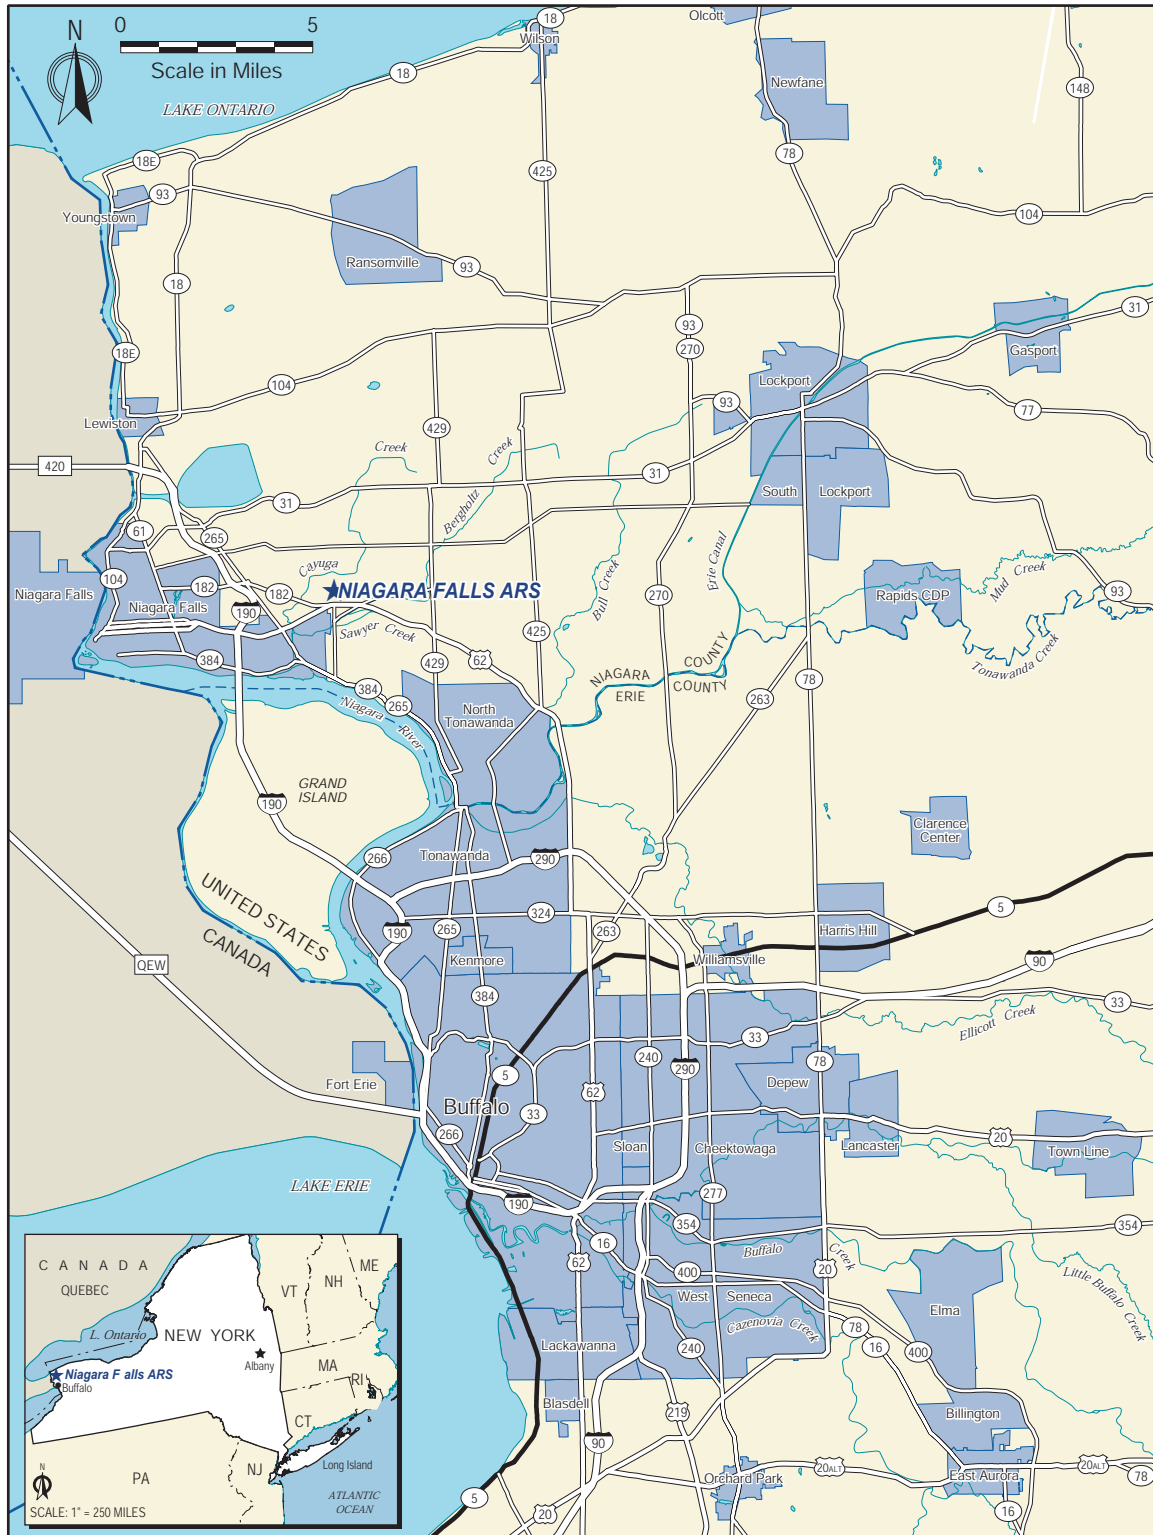 N
0 5
Scale in Miles
LAKE ONTARIO
18
Wilson
Olcott
Newfane
148
18
78
18E
93
425
Youngstown
104
Ransomville
93
18
31
93
270
Gasport
18E
Lockport
104
93
77
Lewiston
429
Creek
Creek
420
31
Bergholtz
South
Lockport
31
61
265
Erie Canal
Cayuga
Bull Creek
Mud Creek
104
182
182
NIAGARA FALLS ARS
Niagara Falls
Niagara Falls
190
270
Rapids CDP
93
Sawyer Creek
425
COUNTY
Tonawanda Creek
384
429
62
NIAGARA
ERIE
COUNTY
78
384
265
263
Niagara
River
North
Tonawanda
GRAND
ISLAND
190
Clarence
Center
266
Tonawanda
290
UNITED STATES
CANADA
324
5
190
265
263
Harris Hill
QEW
Kenmore
Williamsville
90
384
33
Ellicott Creek
33
240
78
5
290
Fort Erie
Depew
62
Buffalo
33
266
20
Sloan
Cheektowaga
Lancaster
Town Line
LAKE ERIE
190
277
354
354
16
Buffalo
Creek
62
400
20
Little Buffalo
Creek
West Seneca
Elma
Cazenovia Creek
78
16
400
Lackawanna
240
Blasdell
219
Billington
90
Orchard Park
20ALT
East Aurora
20ALT
78
5
20
16
CANADA
QUEBEC
ME
VT
NH
L. Ontario
NEW YORK
Albany
MA
Niagara Falls ARS
Buffalo
RI
CT
NJ
Long Island
PA
N
ATLANTIC
OCEAN
SCALE: 1" = 250 MILES